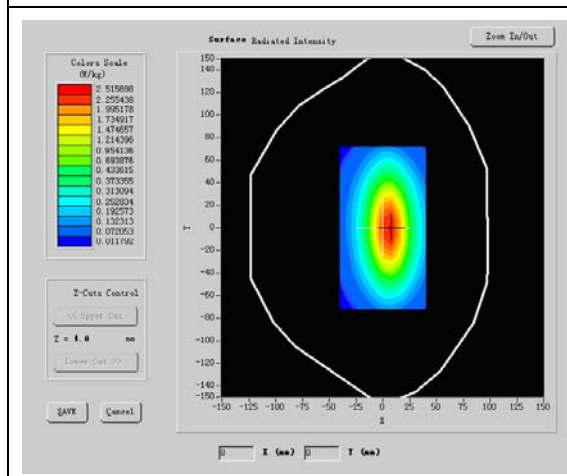 Surface Radiated Intensity
Zoom In/Out
Colors Scale
(W/kg)
2.515698
2.255438
1.995178
1.734917
1.474657
1.214396
0.954136
0.693876
0.433615
0.373355
0.313094
0.252834
0.192573
0.132313
0.072053
0.011792
Z-Cuts Control
<< Upper Cut
Z = 4.0 mm
Lower Cut >>
SAVE Cancel
150
140
120
100
80
60
40
20
0
-20
-40
-60
-80
-100
-120
-140
-150
Y
-150 -125 -100 -75 -50 -25 0 25 50 75 100 125 150
X
0 X (mm) 0 Y (mm)